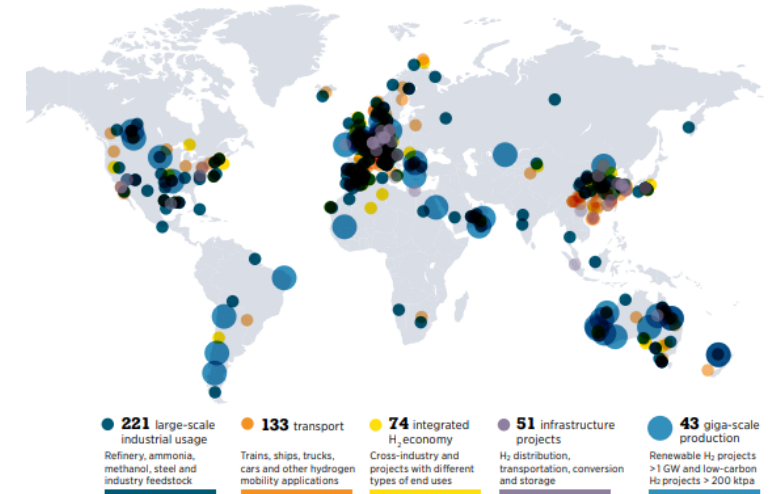 221 large-scale
industrial usage
Refinery, ammonia,
methanol, steel and
industry feedstock
133 transport
Trains, ships, trucks,
cars and other hydrogen
mobility applications
74 integrated
H₂ economy
Cross-industry and
projects with different
types of end uses
51 infrastructure
projects
H₂ distribution,
transportation, conversion
and storage
43 giga-scale
production
Renewable H₂ projects
>1 GW and low-carbon
H₂ projects > 200 ktpa